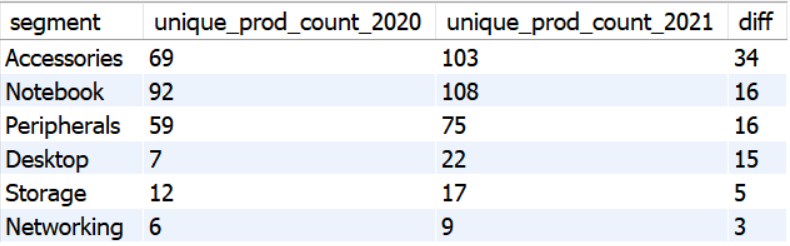 segment unique_prod_count_2020 unique_prod_count_2021 diff
Accessories 69 103 34
Notebook 92 108 16
Peripherals 59 75 16
Desktop 7 22 15
Storage 12 17 5
Networking 6 9 3